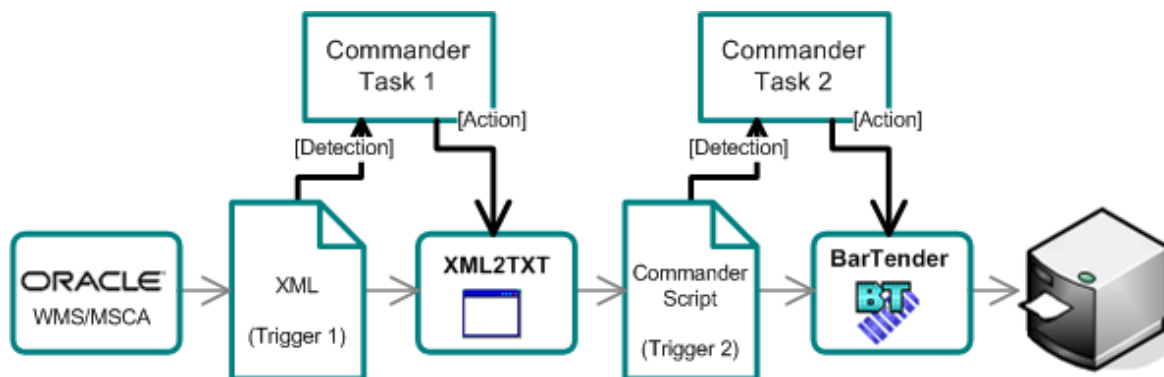 Commander
Task 1
Commander
Task 2
[Action]
[Action]
[Detection]
[Detection]
ORACLE
WMS/MSCA
XML
(Trigger 1)
XML2TXT
Commander
Script
(Trigger 2)
BarTender
BT